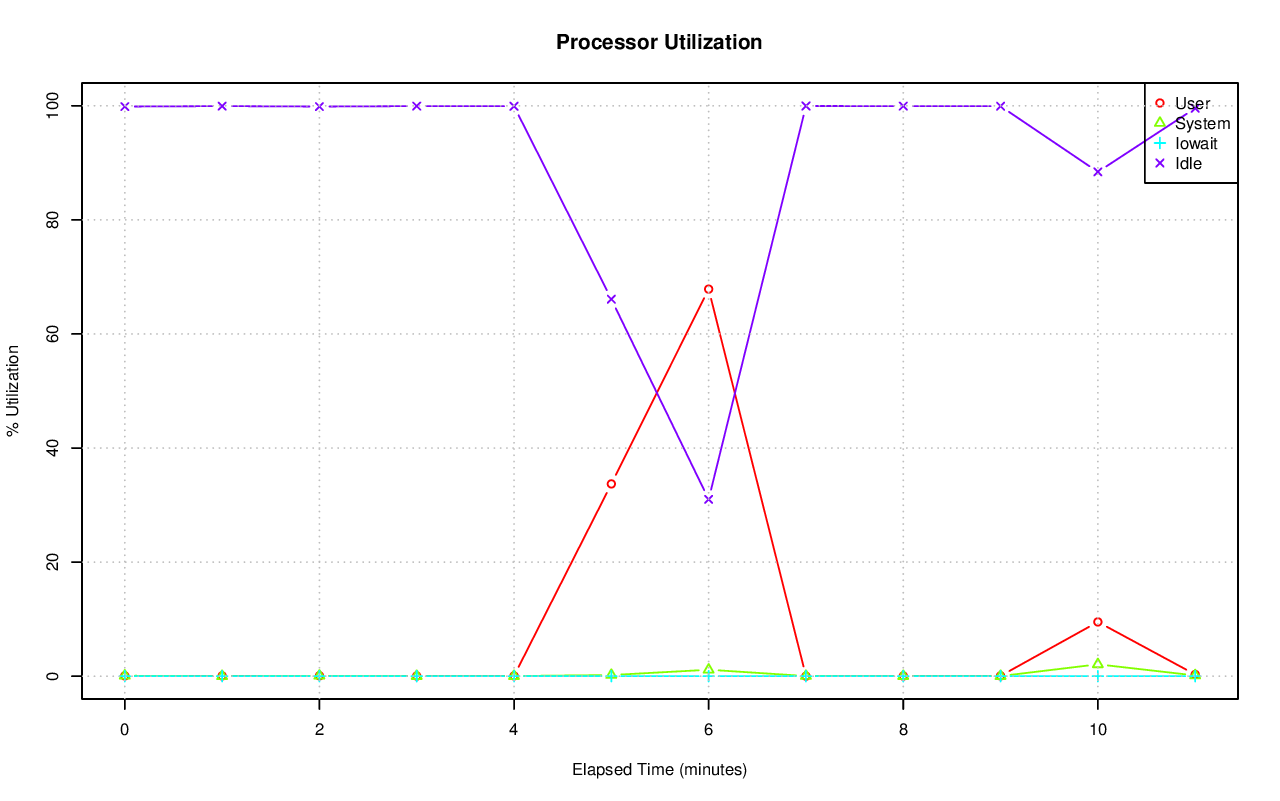 Processor Utilization
% Utilization
100
80
60
40
20
0
User
System
Iowait
Idle
0 2 4 6 8 10
Elapsed Time (minutes)